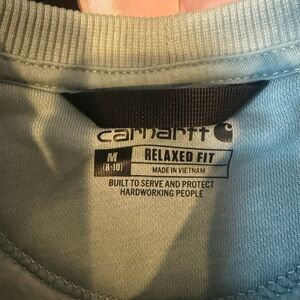 carhartt
M
(8-10)
RELAXED FIT
MADE IN VIETNAM
BUILT TO SERVE AND PROTECT
HARDWORKING PEOPLE